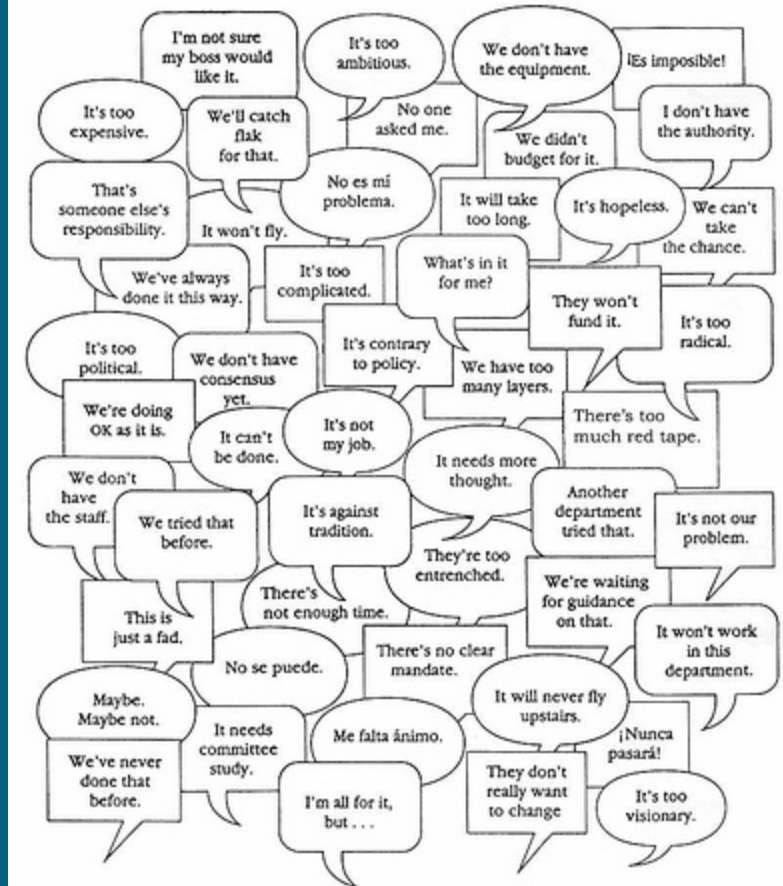 I'm not sure
my boss would
like it.
It's too
ambitious.
We don't have
the equipment.
¡Es imposible!
It's too
expensive.
We'll catch
flak
for that.
No one
asked me.
We didn't
budget for it.
I don't have
the authority.
That's
someone else's
responsibility.
It won't fly.
No es mi
problema.
It will take
too long.
It's hopeless.
We can't
take
the chance.
We've always
done it this way.
It's too
complicated.
What's in it
for me?
They won't
fund it.
It's too
radical.
It's too
political.
We don't have
consensus
yet.
It's contrary
to policy.
We have too
many layers.
We're doing
OK as it is.
It can't
be done.
It's not
my job.
It needs more
thought.
There's too
much red tape.
We don't
have
the staff.
We tried that
before.
It's against
tradition.
They're too
entrenched.
Another
department
tried that.
It's not our
problem.
This is
just a fad.
There's
not enough time.
We're waiting
for guidance
on that.
It won't work
in this
department.
No se puede.
There's no clear
mandate.
Maybe.
Maybe not.
It needs
committee
study.
Me falta ánimo.
It will never fly
upstairs.
¡Nunca
pasará!
We've never
done that
before.
I'm all for it,
but . . .
They don't
really want
to change
It's too
visionary.